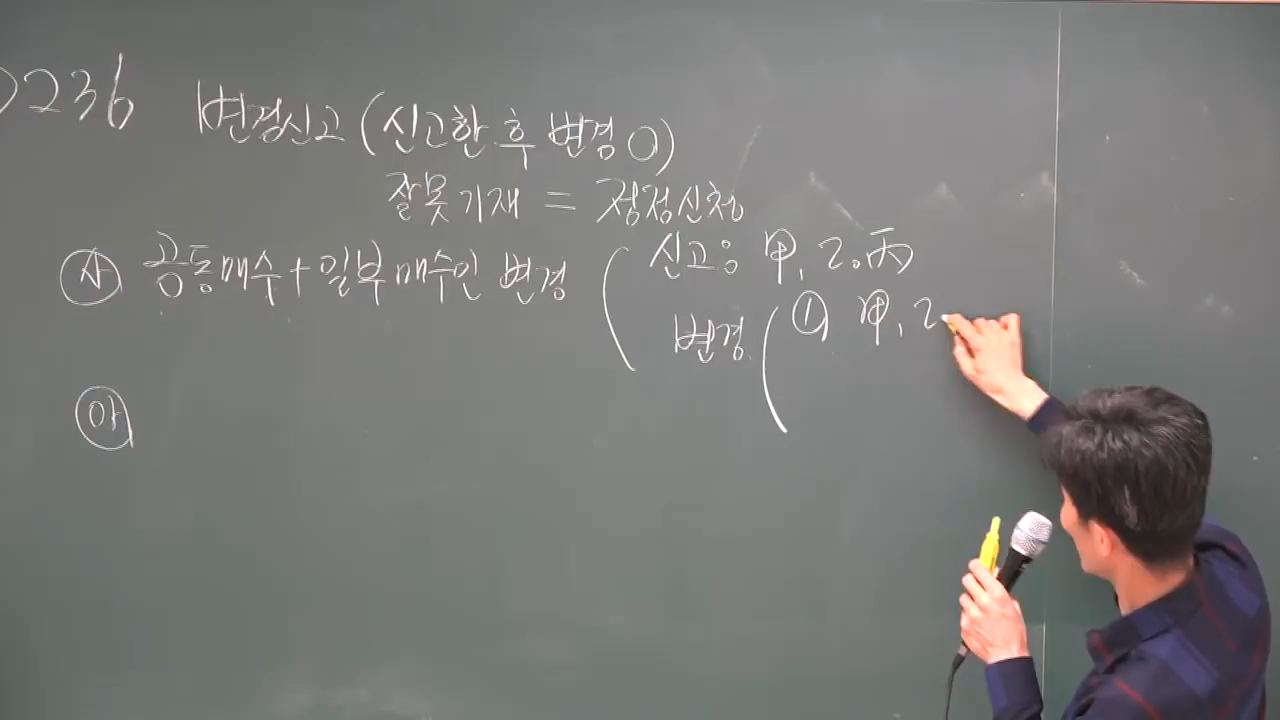 236 변경신고 (신고한 후 변경 O)
잘못기재 = 정정신청
㉴ 공동매수 + 일부 매수인 변경 ( 신고응 甲, 乙, 丙
변경 ( ① 甲, 乙
㉵